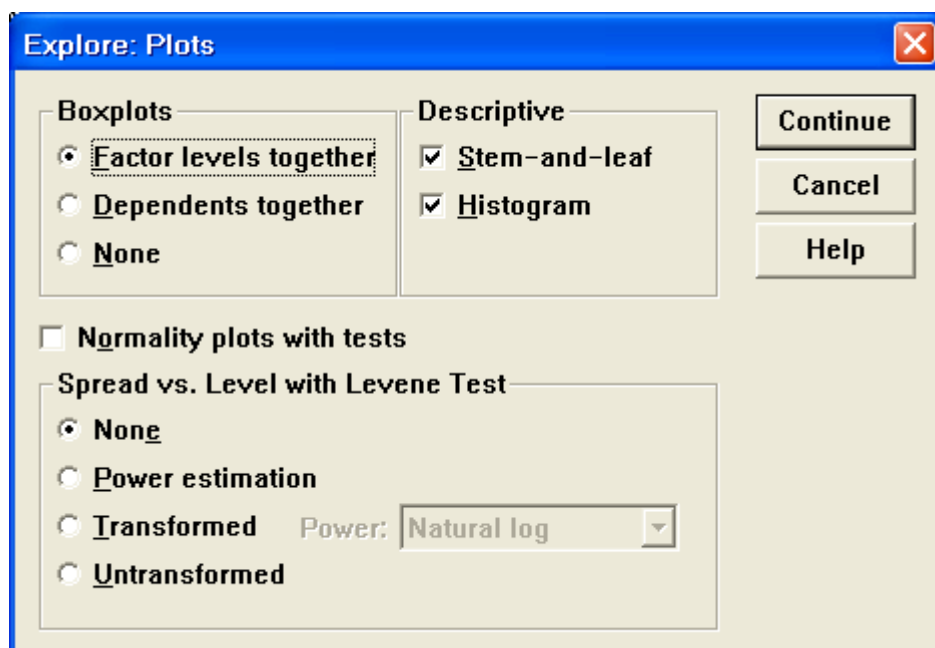 Explore: Plots
Boxplots
Factor levels together
Dependents together
None
Descriptive
Stem-and-leaf
Histogram
Continue
Cancel
Help
Normality plots with tests
Spread vs. Level with Levene Test
None
Power estimation
Transformed Power: Natural log
Untransformed